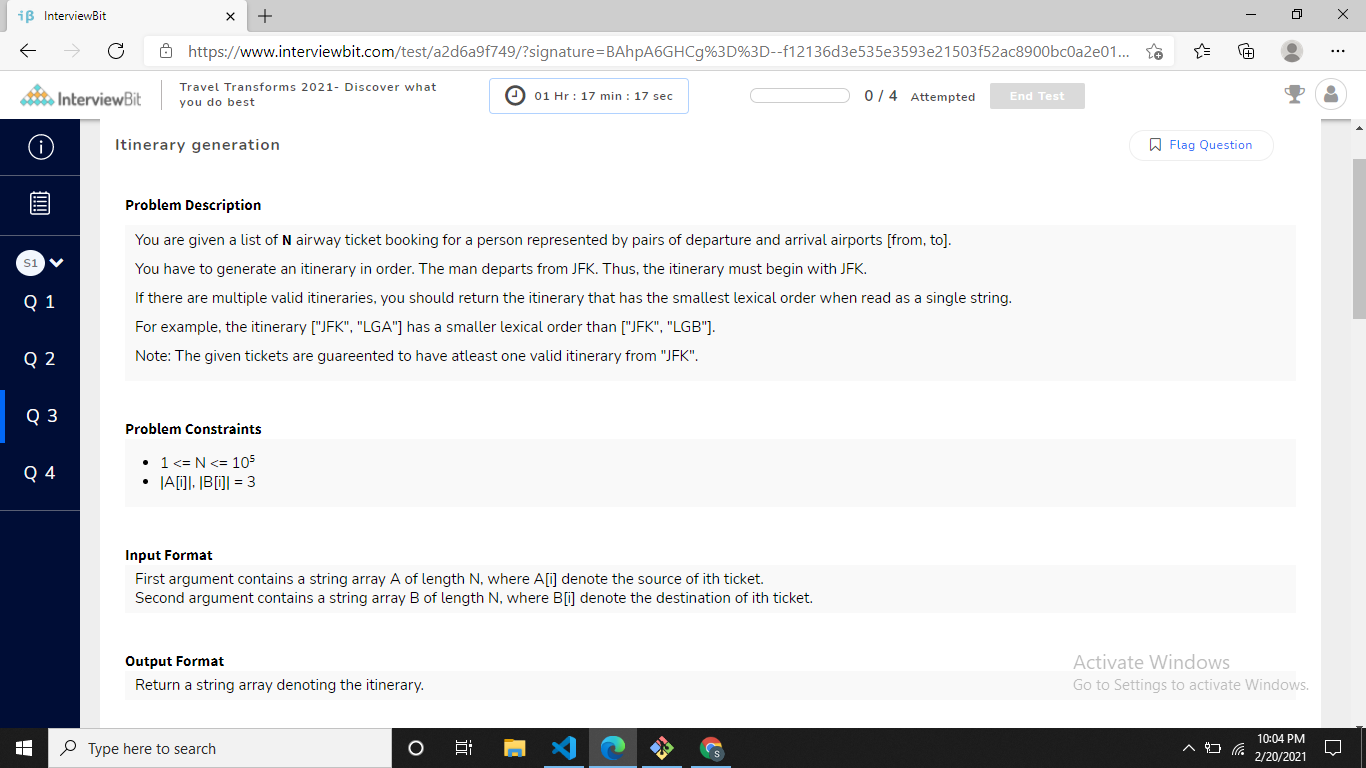 InterviewBit
https://www.interviewbit.com/test/a2d6a9f749/?signature=BAhpA6GHCg%3D%3D--f12136d3e535e3593e21503f52ac8900bc0a2e01...
InterviewBit
Travel Transforms 2021- Discover what
you do best
01 Hr : 17 min : 17 sec
0 / 4 Attempted
End Test
Itinerary generation
Flag Question
S1
Q 1
Q 2
Q 3
Q 4
Problem Description
You are given a list of N airway ticket booking for a person represented by pairs of departure and arrival airports [from, to].
You have to generate an itinerary in order. The man departs from JFK. Thus, the itinerary must begin with JFK.
If there are multiple valid itineraries, you should return the itinerary that has the smallest lexical order when read as a single string.
For example, the itinerary ["JFK", "LGA"] has a smaller lexical order than ["JFK", "LGB"].
Note: The given tickets are guareented to have atleast one valid itinerary from "JFK".
Problem Constraints
• 1 <= N <= 10⁵
• |A[i]|, |B[i]| = 3
Input Format
First argument contains a string array A of length N, where A[i] denote the source of ith ticket.
Second argument contains a string array B of length N, where B[i] denote the destination of ith ticket.
Output Format
Return a string array denoting the itinerary.
Activate Windows
Go to Settings to activate Windows.
Type here to search
S
10:04 PM
2/20/2021